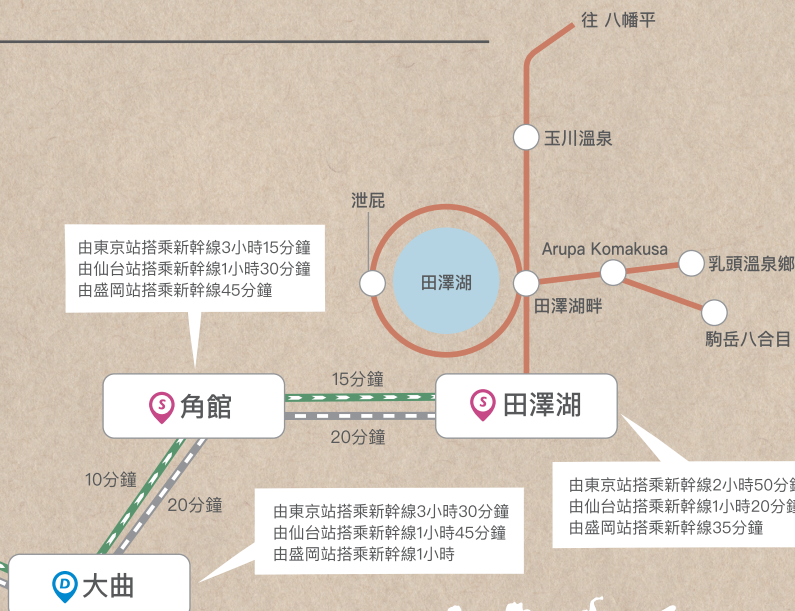 往 八幡平
玉川溫泉
泄屁
Arupa Komakusa
乳頭溫泉鄉
田澤湖
田澤湖畔
駒岳八合目
由東京站搭乘新幹線3小時15分鐘
由仙台站搭乘新幹線1小時30分鐘
由盛岡站搭乘新幹線45分鐘
15分鐘
S 角館
S 田澤湖
20分鐘
10分鐘
20分鐘
由東京站搭乘新幹線2小時50分
由仙台站搭乘新幹線1小時20分
由盛岡站搭乘新幹線35分鐘
由東京站搭乘新幹線3小時30分鐘
由仙台站搭乘新幹線1小時45分鐘
由盛岡站搭乘新幹線1小時
D 大曲